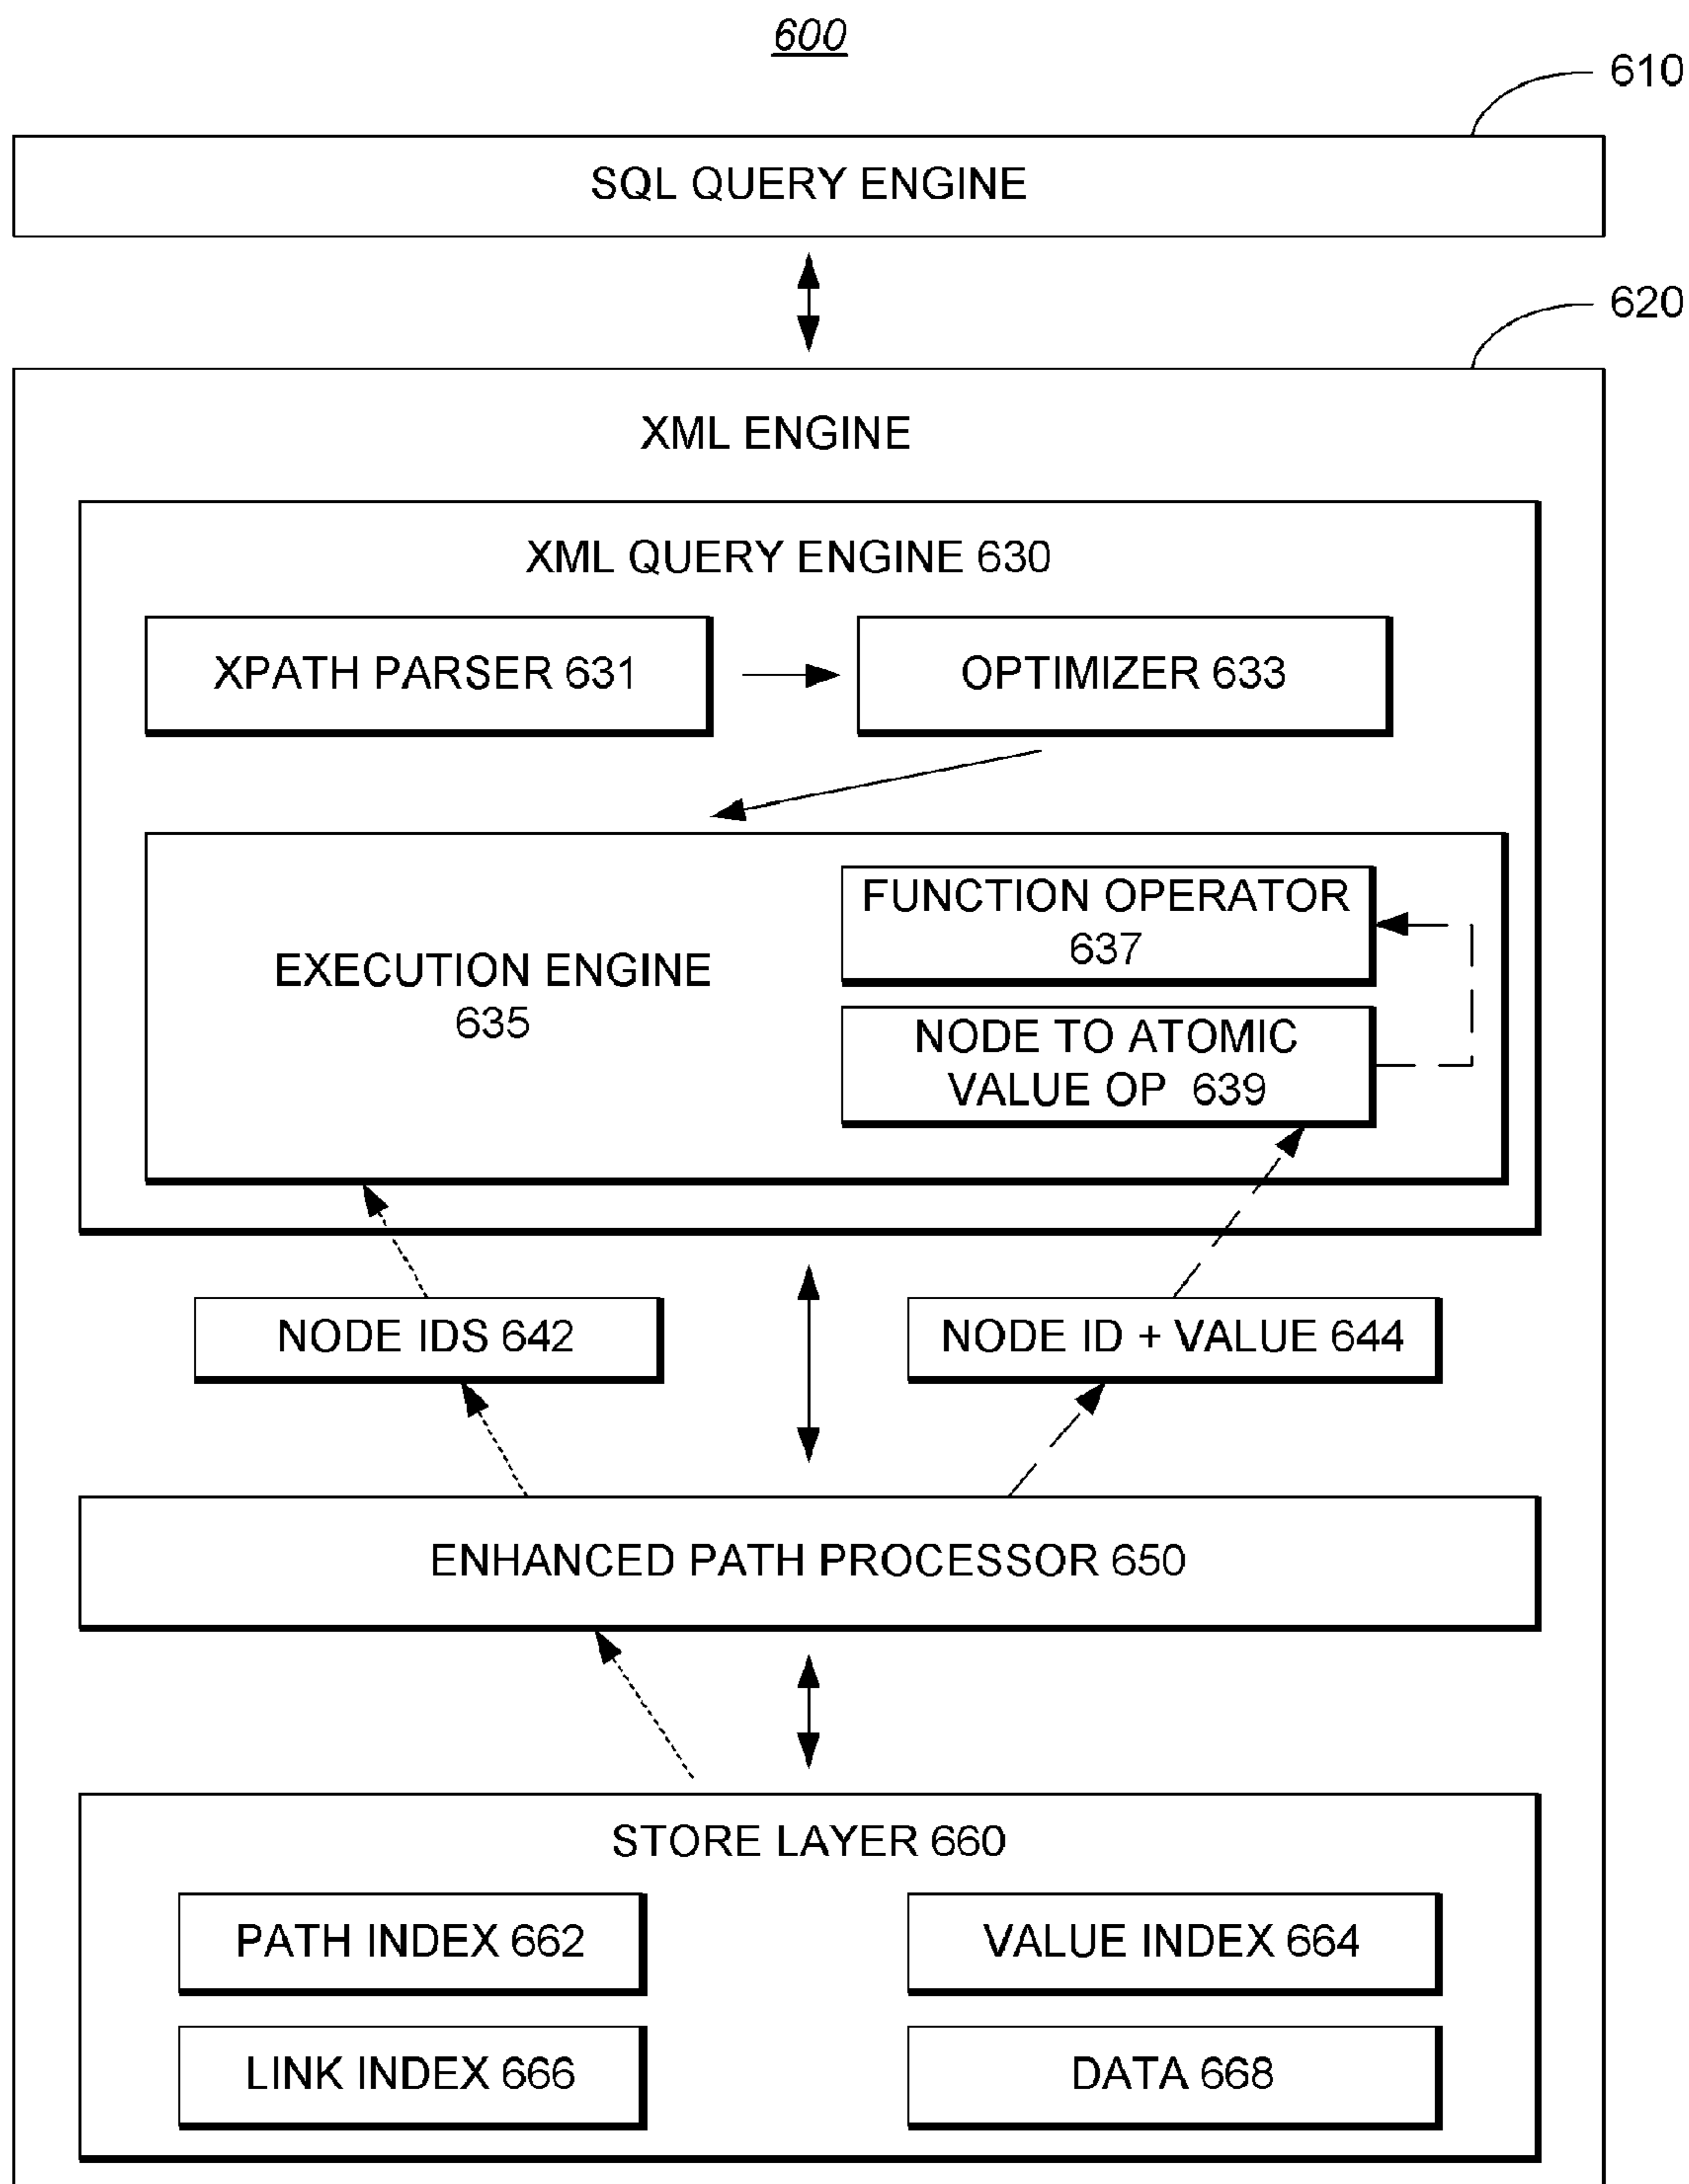 600
610
SQL QUERY ENGINE
620
XML ENGINE
XML QUERY ENGINE 630
XPATH PARSER 631
OPTIMIZER 633
FUNCTION OPERATOR
637
EXECUTION ENGINE
635
NODE TO ATOMIC
VALUE OP 639
NODE IDS 642
NODE ID + VALUE 644
ENHANCED PATH PROCESSOR 650
STORE LAYER 660
PATH INDEX 662
VALUE INDEX 664
LINK INDEX 666
DATA 668